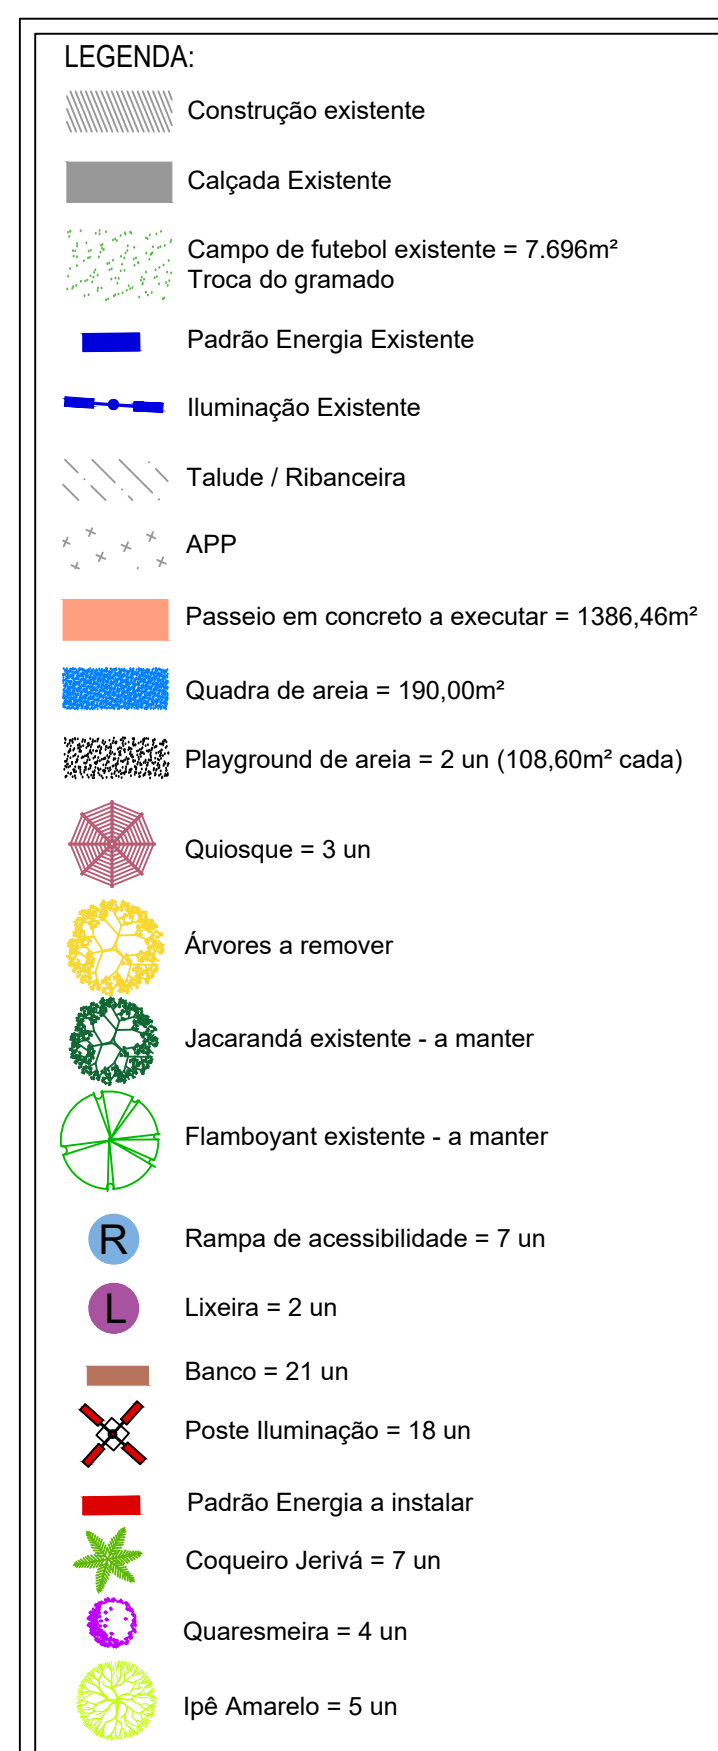 LEGENDA:
Construção existente
Calçada Existente
Campo de futebol existente = 7.696m²
Troca do gramado
Padrão Energia Existente
Iluminação Existente
Talude / Ribanceira
APP
Passeio em concreto a executar = 1386,46m²
Quadra de areia = 190,00m²
Playground de areia = 2 un (108,60m² cada)
Quiosque = 3 un
Árvores a remover
Jacarandá existente - a manter
Flamboyant existente - a manter
R Rampa de acessibilidade = 7 un
L Lixeira = 2 un
Banco = 21 un
Poste Iluminação = 18 un
Padrão Energia a instalar
Coqueiro Jerivá = 7 un
Quaresmeira = 4 un
Ipê Amarelo = 5 un